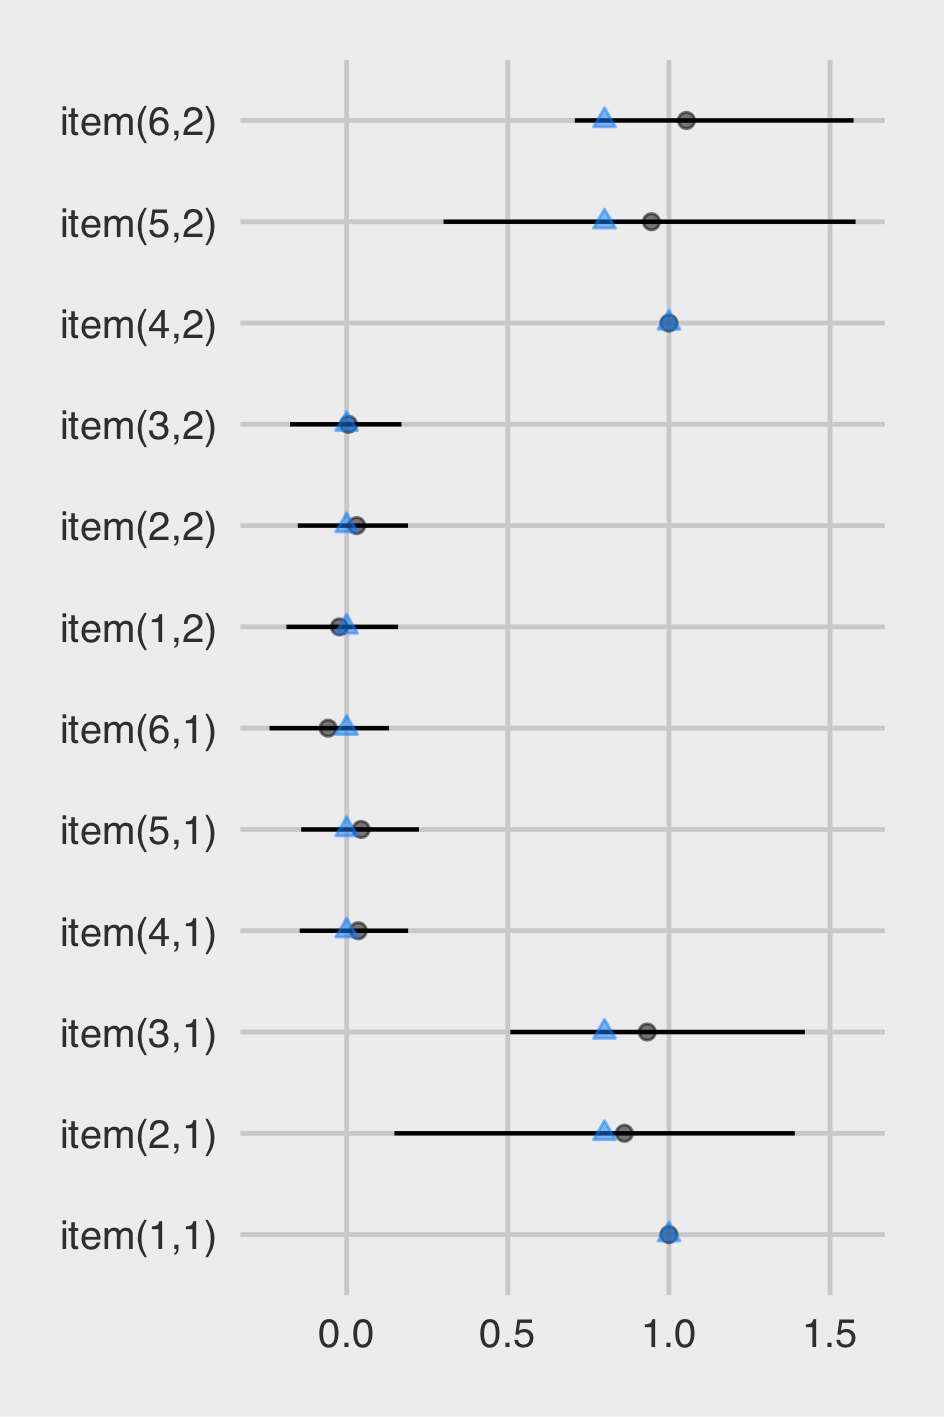 item(6,2)
item(5,2)
item(4,2)
item(3,2)
item(2,2)
item(1,2)
item(6,1)
item(5,1)
item(4,1)
item(3,1)
item(2,1)
item(1,1)
0.0 0.5 1.0 1.5